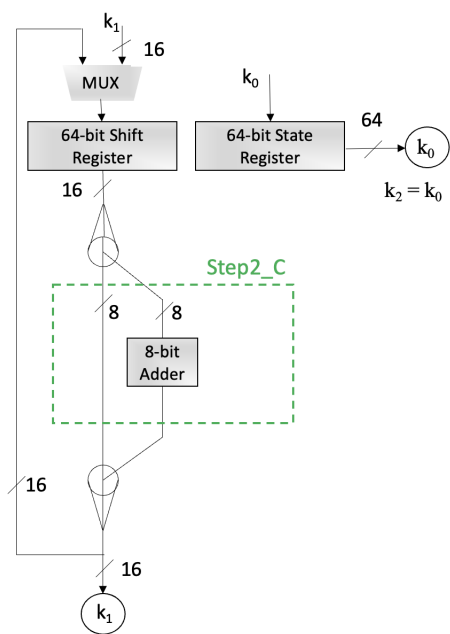 k1
16
MUX
64-bit Shift
Register
16
k0
64-bit State
Register
64
k0
k2 = k0
Step2_C
8
8
8-bit
Adder
16
16
k1